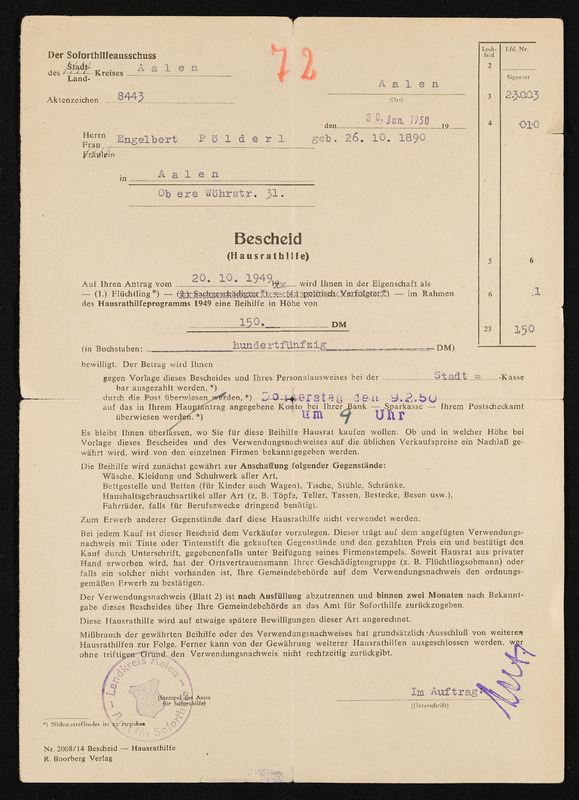 72
Der Soforthilfeausschuss
des Stadt- Kreises Aalen
Land-
Aktenzeichen 8443
Lech-
feld
Lfd. Nr.
2
Signatur
Aalen
(Ort)
3
23.003
den 30. Jan. 1950 19
4
010
Herrn
Frau
Fräulein
Engelbert Pölderl geb. 26. 10. 1890
in Aalen
Obere Wöhrstr. 31.
Bescheid
(Hausrathilfe)
5
6
Auf Ihren Antrag vom 20. 10. 1949 wird Ihnen in der Eigenschaft als
— (1.) Flüchtling*) — (2.) Sachgeschädigter*) — (4.) politisch Verfolgter*) — im Rahmen
6
.1
des Hausrathilfeprogramms 1949 eine Beihilfe in Höhe von
150. DM
23
150
(in Buchstaben: hundertfünfzig DM)
bewilligt. Der Betrag wird Ihnen
gegen Vorlage dieses Bescheides und Ihres Personalausweises bei der Stadt = -Kasse
bar ausgezahlt werden, *)
durch die Post überwiesen werden, *) Donnerstag den 9.2.50
auf das in Ihrem Hauptantrag angegebene Konto bei Ihrer Bank — Sparkasse — Ihrem Postscheckamt
überwiesen werden. *) um 9 Uhr
Es bleibt Ihnen überlassen, wo Sie für diese Beihilfe Hausrat kaufen wollen. Ob und in welcher Höhe bei
Vorlage dieses Bescheides und des Verwendungsnachweises auf die üblichen Verkaufspreise ein Nachlaß ge-
währt wird, wird von den einzelnen Firmen bekanntgegeben werden.
Die Beihilfe wird zunächst gewährt zur Anschaffung folgender Gegenstände:
Wäsche, Kleidung und Schuhwerk aller Art,
Bettgestelle und Betten (für Kinder auch Wagen), Tische, Stühle, Schränke,
Haushaltsgebrauchsartikel aller Art (z. B. Töpfe, Teller, Tassen, Bestecke, Besen usw.),
Fahrräder, falls für Berufszwecke dringend benötigt.
Zum Erwerb anderer Gegenstände darf diese Hausrathilfe nicht verwendet werden.
Bei jedem Kauf ist dieser Bescheid dem Verkäufer vorzulegen. Dieser trägt auf dem angefügten Verwendungs-
nachweis mit Tinte oder Tintenstift die gekauften Gegenstände und den gezahlten Preis ein und bestätigt den
Kauf durch Unterschrift, gegebenenfalls unter Beifügung seines Firmenstempels. Soweit Hausrat aus privater
Hand erworben wird, hat der Ortsvertrauensmann Ihrer Geschädigtengruppe (z. B. Flüchtlingsobmann) oder
falls ein solcher nicht vorhanden ist, Ihre Gemeindebehörde auf dem Verwendungsnachweis den ordnungs-
gemäßen Erwerb zu bestätigen.
Der Verwendungsnachweis (Blatt 2) ist nach Ausfüllung abzutrennen und binnen zwei Monaten nach Bekannt-
gabe dieses Bescheides über Ihre Gemeindebehörde an das Amt für Soforthilfe zurückzugeben.
Diese Hausrathilfe wird auf etwaige spätere Bewilligungen dieser Art angerechnet.
Mißbrauch der gewährten Beihilfe oder des Verwendungsnachweises hat grundsätzlich Ausschluß von weiteren
Hausrathilfen zur Folge. Ferner kann von der Gewährung weiterer Hausrathilfen ausgeschlossen werden, wer
ohne triftigen Grund den Verwendungsnachweis nicht rechtzeitig zurückgibt.
Landkreis Aalen
Amt für Soforth
(Stempel des Amts
für Soforthilfe)
Im Auftrag:
(Unterschrift)
*) Nichtzutreffendes ist zu streichen
Nr. 2008/14 Bescheid — Hausrathilfe
R. Boorberg Verlag